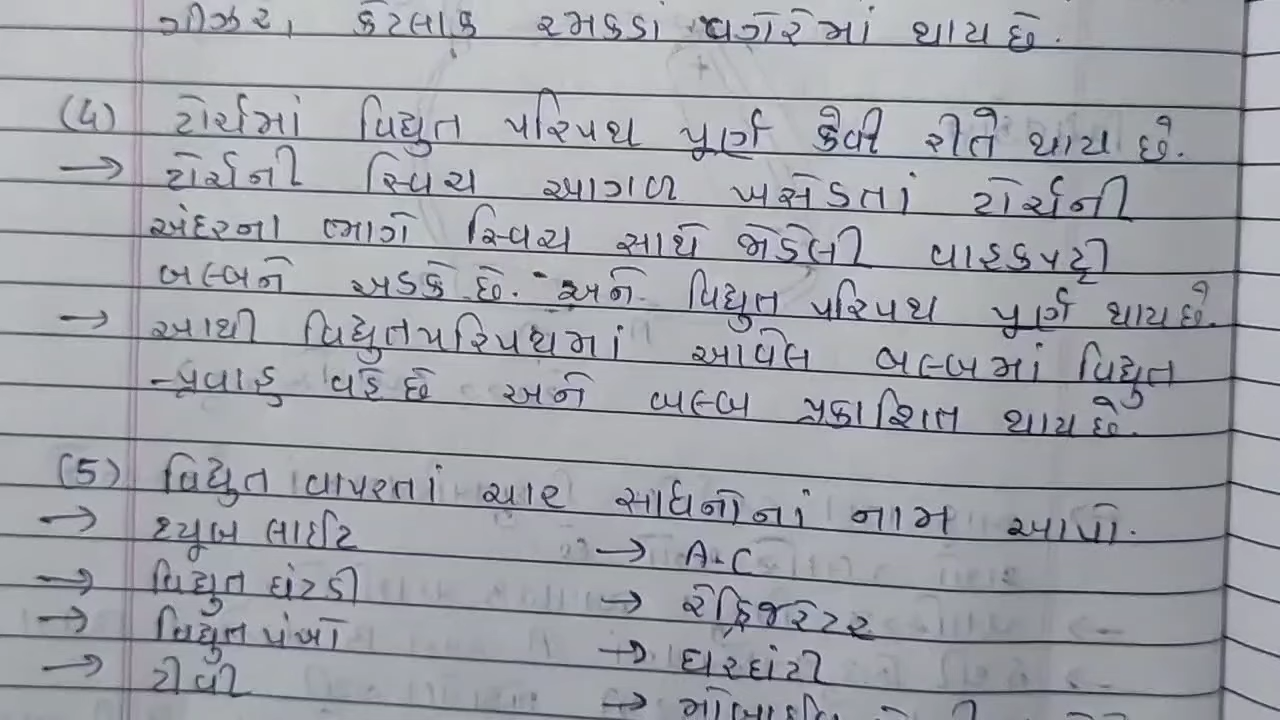 ગીઝર, કેટલાક રમકડાં વગેરેમાં થાય છે.
(4) ટોર્ચમાં વિદ્યુત પરિપથ પૂર્ણ કેવી રીતે થાય છે.
→ ટોર્ચની સ્વિચ આગળ ખસેડતાં ટોર્ચની
અંદરના ભાગે સ્વિચ સાથે જોડેલી ધાતુપટ્ટી
બલ્બને અડકે છે. અને વિદ્યુત પરિપથ પૂર્ણ થાય છે.
→ આથી વિદ્યુતપરિપથમાં આવેલ બલ્બમાં વિદ્યુત
-પ્રવાહ વહે છે અને બલ્બ પ્રકાશિત થાય છે.
(5) વિદ્યુત વાપરતાં ચાર સાધનોનાં નામ આપો.
→ ટ્યુબ લાઈટ → A.C
→ વિદ્યુત ઘંટડી → રેફ્રિજરેટર
→ વિદ્યુત પંખો → ઘરઘંટી
→ ટીવી →